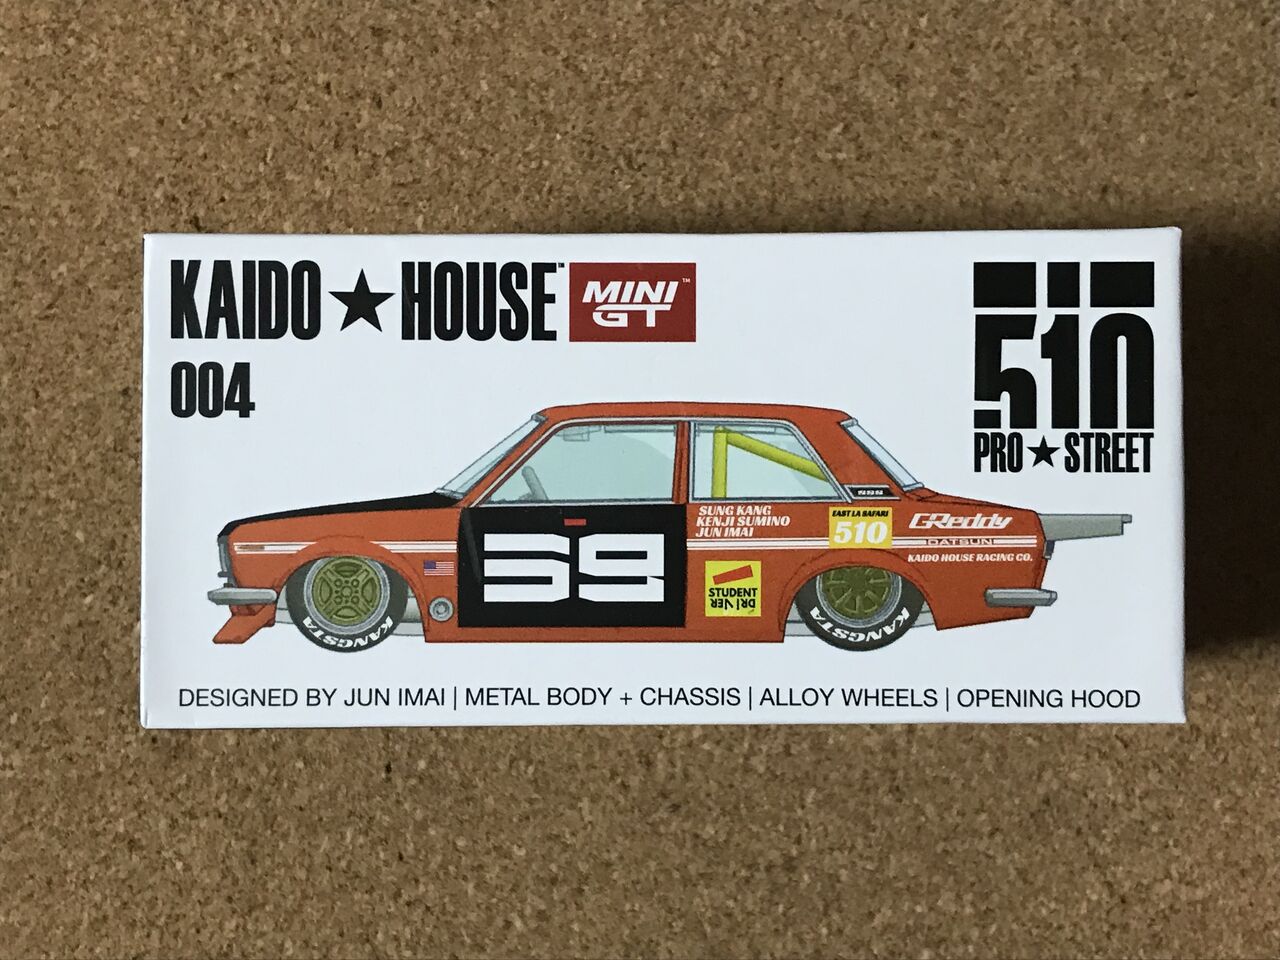 KAIDO★HOUSE™
MINI™
GT
004
510
PRO★STREET
SUNG KANG
KENJI SUMINO
JUN IMAI
EAST LA SAFARI
510
GReddy
DATSUN
KAIDO HOUSE RACING CO.
59
STUDENT
DRIVER
KANGSTA
KANGSTA
DESIGNED BY JUN IMAI | METAL BODY + CHASSIS | ALLOY WHEELS | OPENING HOOD